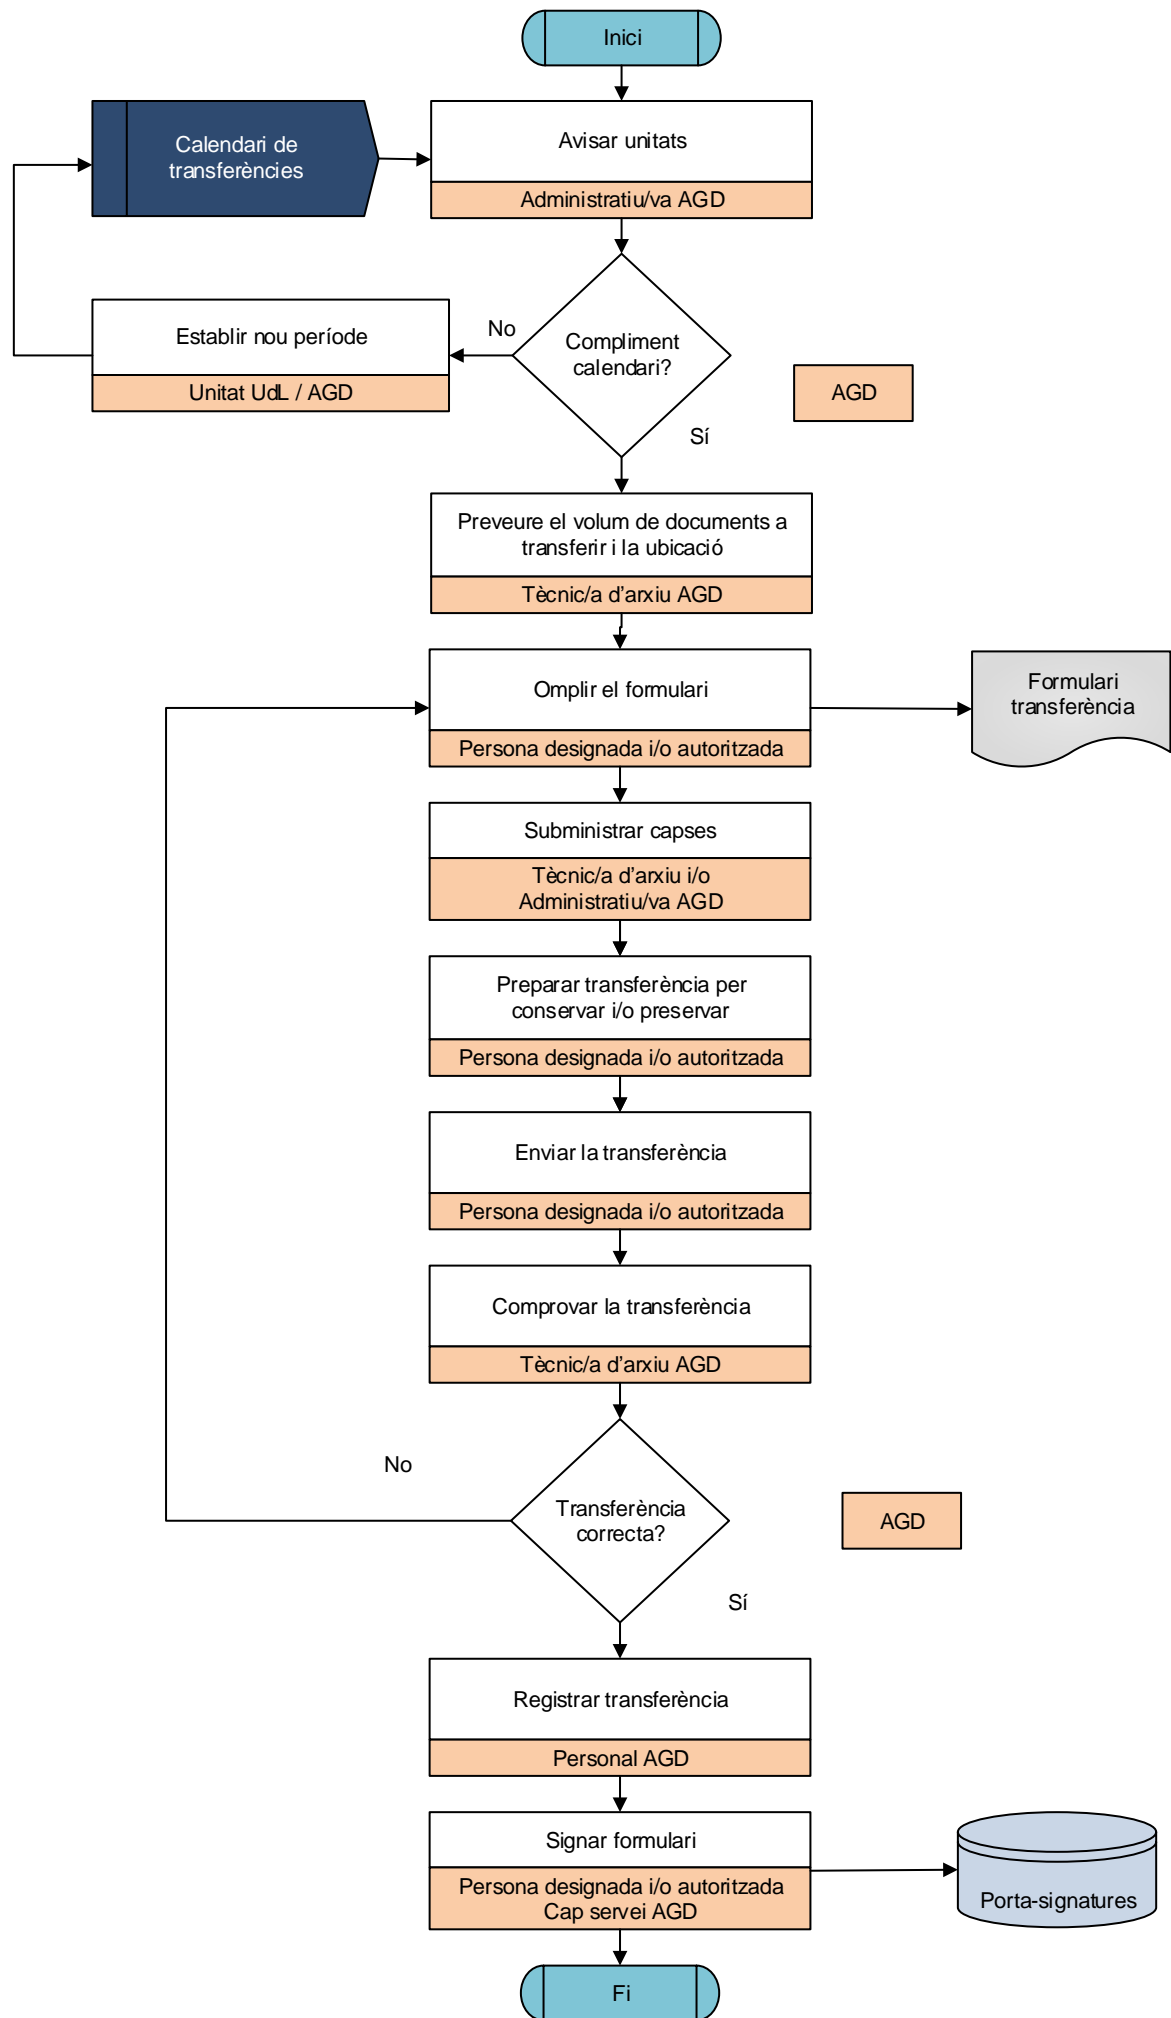 Inici
Calendari de
transferències
Avisar unitats
Administratiu/va AGD
Establir nou període
Unitat UdL / AGD
No
Compliment
calendari?
AGD
Sí
Preveure el volum de documents a
transferir i la ubicació
Tècnic/a d'arxiu AGD
Omplir el formulari
Persona designada i/o autoritzada
Formulari
transferència
Subministrar capses
Tècnic/a d'arxiu i/o
Administratiu/va AGD
Preparar transferència per
conservar i/o preservar
Persona designada i/o autoritzada
Enviar la transferència
Persona designada i/o autoritzada
Comprovar la transferència
Tècnic/a d'arxiu AGD
No
Transferència
correcta?
AGD
Sí
Registrar transferència
Personal AGD
Signar formulari
Persona designada i/o autoritzada
Cap servei AGD
Porta-signatures
Fi